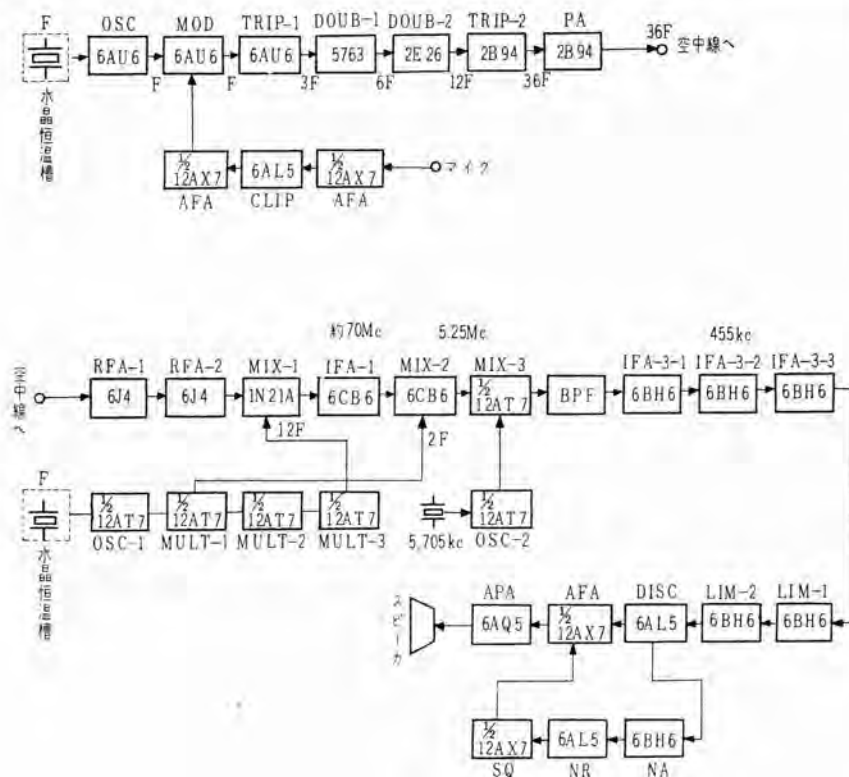 F
OSC MOD TRIP-1 DOUB-1 DOUB-2 TRIP-2 PA
6AU6 6AU6 6AU6 5763 2E26 2B94 2B94
36F
空中線へ
F F 3F 6F 12F 36F
水晶恒温槽
½ 12AX7 6AL5 ½ 12AX7
マイク
AFA CLIP AFA
約70Mc 5.25Mc 455kc
RFA-1 RFA-2 MIX-1 IFA-1 MIX-2 MIX-3 IFA-3-1 IFA-3-2 IFA-3-3
空中線へ
6J4 6J4 1N21A 6CB6 6CB6 ½ 12AT7 BPF 6BH6 6BH6 6BH6
12F 2F
F
½ 12AT7 ½ 12AT7 ½ 12AT7 ½ 12AT7 ½ 12AT7
水晶恒温槽
OSC-1 MULT-1 MULT-2 MULT-3 5,705kc OSC-2
APA AFA DISC LIM-2 LIM-1
スピーカ
6AQ5 ½ 12AX7 6AL5 6BH6 6BH6
½ 12AX7 6AL5 6BH6
SQ NR NA